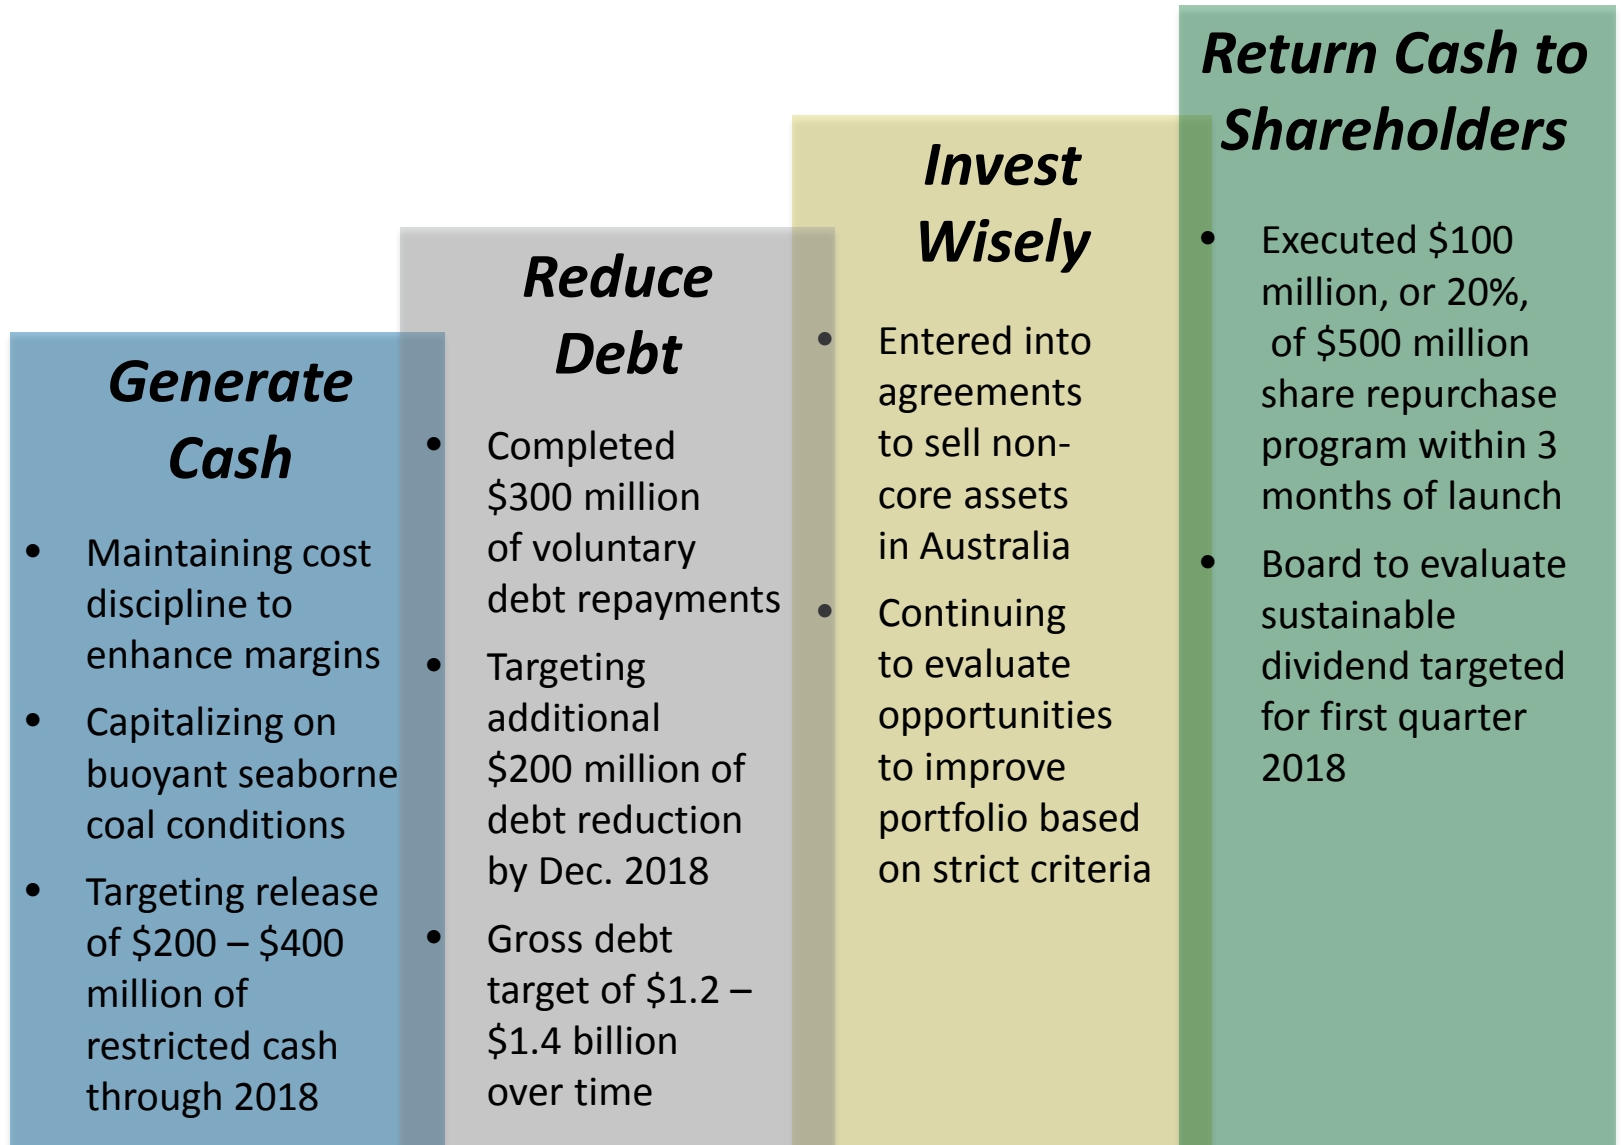 Generate
Cash
• Maintaining cost
discipline to
enhance margins
• Capitalizing on
buoyant seaborne
coal conditions
• Targeting release
of $200 – $400
million of
restricted cash
through 2018
Reduce
Debt
• Completed
$300 million
of voluntary
debt repayments
• Targeting
additional
$200 million of
debt reduction
by Dec. 2018
• Gross debt
target of $1.2 –
$1.4 billion
over time
Invest
Wisely
• Entered into
agreements
to sell non-
core assets
in Australia
• Continuing
to evaluate
opportunities
to improve
portfolio based
on strict criteria
Return Cash to
Shareholders
• Executed $100
million, or 20%,
of $500 million
share repurchase
program within 3
months of launch
• Board to evaluate
sustainable
dividend targeted
for first quarter
2018